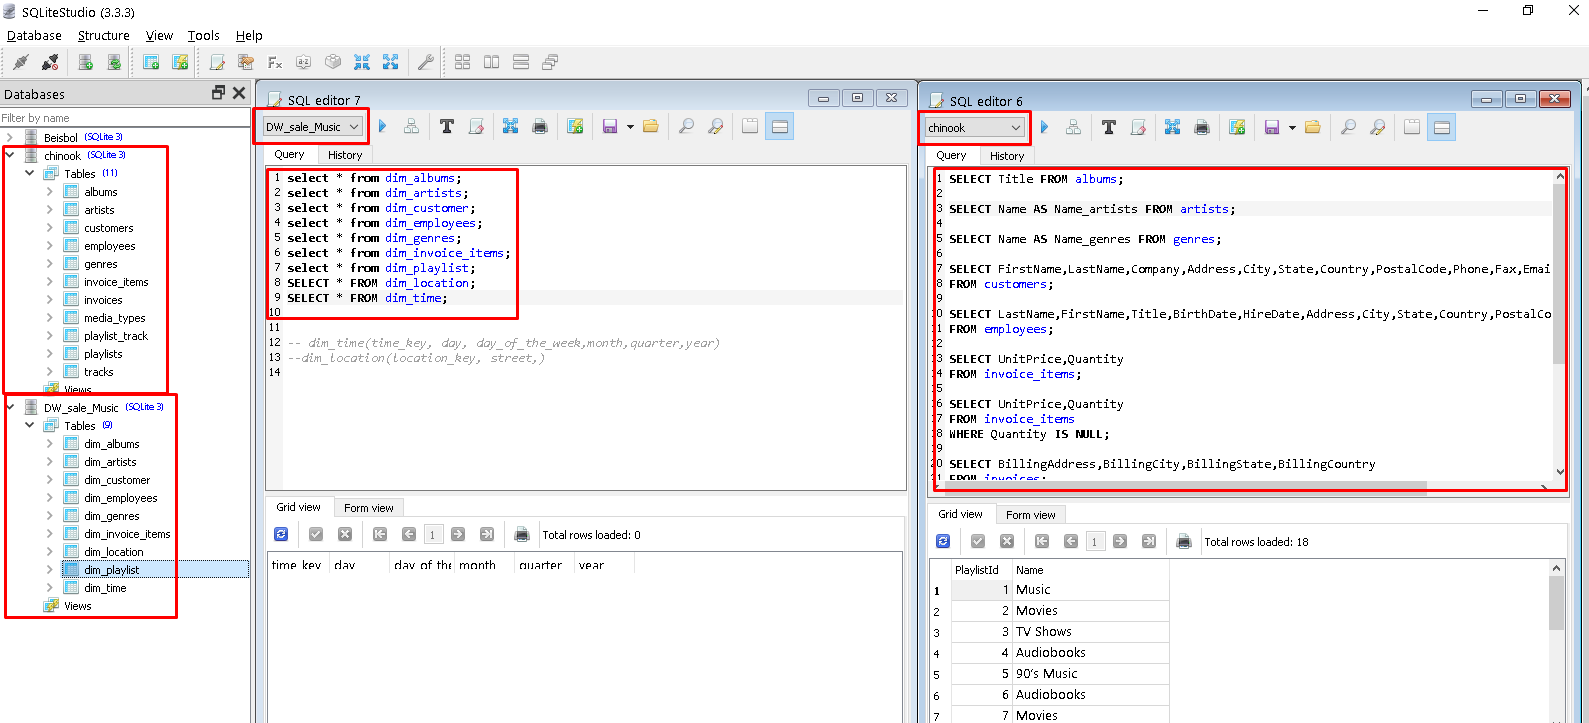 SQLiteStudio (3.3.3)
Database Structure View Tools Help
Databases
Filter by name
Beisbol (SQLite 3)
chinook (SQLite 3)
Tables (11)
albums
artists
customers
employees
genres
invoice_items
invoices
media_types
playlist_track
playlists
tracks
Views
DW_sale_Music (SQLite 3)
Tables (9)
dim_albums
dim_artists
dim_customer
dim_employees
dim_genres
dim_invoice_items
dim_location
dim_playlist
dim_time
Views
SQL editor 7
DW_sale_Music
Query History
1 select * from dim_albums;
2 select * from dim_artists;
3 select * from dim_customer;
4 select * from dim_employees;
5 select * from dim_genres;
6 select * from dim_invoice_items;
7 select * from dim_playlist;
8 SELECT * FROM dim_location;
9 SELECT * FROM dim_time;
10
11
12 -- dim_time(time_key, day, day_of_the_week,month,quarter,year)
13 --dim_location(location_key, street,)
14
Grid view Form view
1 Total rows loaded: 0
time_key day day_of_the month quarter year
SQL editor 6
chinook
Query History
1 SELECT Title FROM albums;
2
3 SELECT Name AS Name_artists FROM artists;
4
5 SELECT Name AS Name_genres FROM genres;
6
7 SELECT FirstName,LastName,Company,Address,City,State,Country,PostalCode,Phone,Fax,Emai
8 FROM customers;
9
10 SELECT LastName,FirstName,Title,BirthDate,HireDate,Address,City,State,Country,PostalCo
11 FROM employees;
12
13 SELECT UnitPrice,Quantity
14 FROM invoice_items;
15
16 SELECT UnitPrice,Quantity
17 FROM invoice_items
18 WHERE Quantity IS NULL;
19
20 SELECT BillingAddress,BillingCity,BillingState,BillingCountry
FROM invoices;
Grid view Form view
1 Total rows loaded: 18
PlaylistId Name
1 1 Music
2 2 Movies
3 3 TV Shows
4 4 Audiobooks
5 5 90's Music
6 6 Audiobooks
7 7 Movies